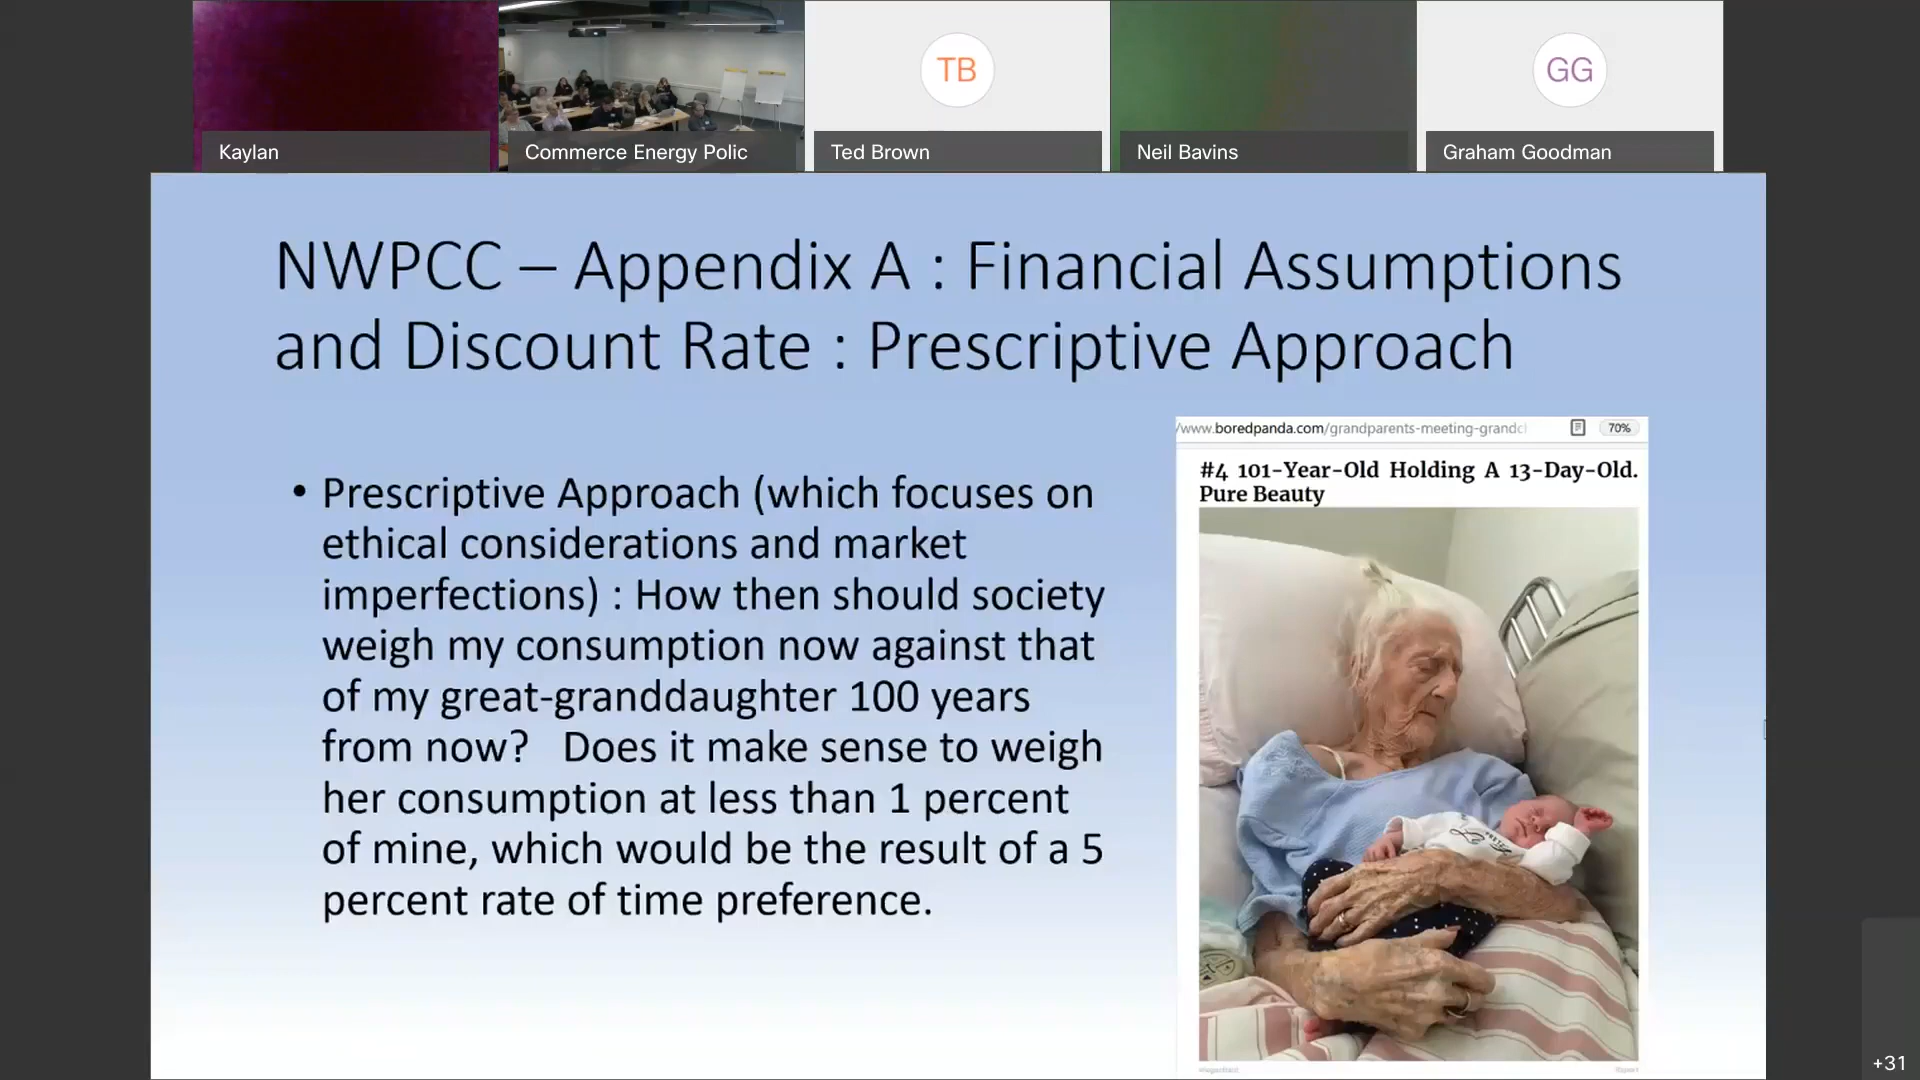 TB
GG
Kaylan
Commerce Energy Polic
Ted Brown
Neil Bavins
Graham Goodman
NWPCC – Appendix A : Financial Assumptions
and Discount Rate : Prescriptive Approach
/www.boredpanda.com/grandparents-meeting-grandc
70%
#4 101-Year-Old Holding A 13-Day-Old.
Pure Beauty
• Prescriptive Approach (which focuses on
ethical considerations and market
imperfections) : How then should society
weigh my consumption now against that
of my great-granddaughter 100 years
from now? Does it make sense to weigh
her consumption at less than 1 percent
of mine, which would be the result of a 5
percent rate of time preference.
+31